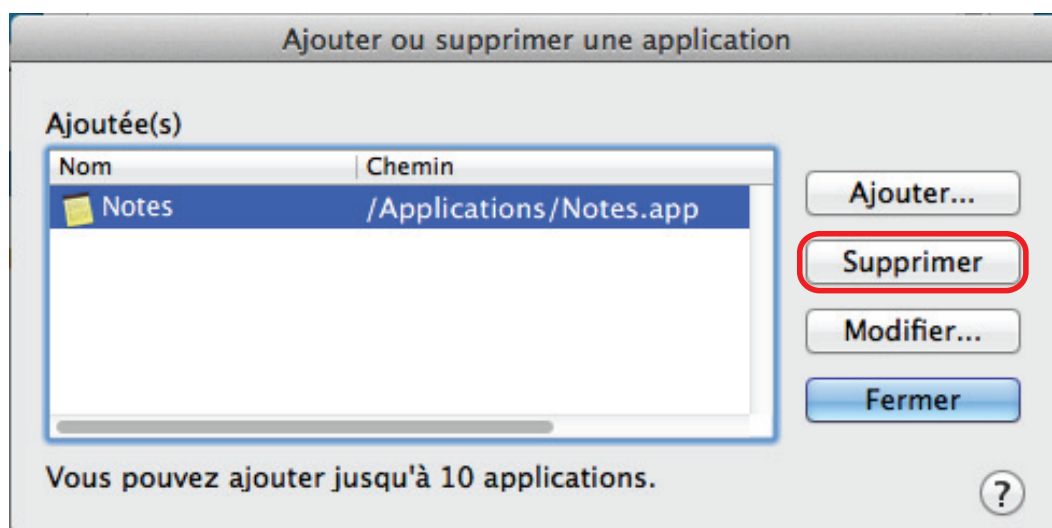 Ajouter ou supprimer une application
Ajoutée(s)
Nom Chemin
Notes /Applications/Notes.app
Ajouter...
Supprimer
Modifier...
Fermer
Vous pouvez ajouter jusqu'à 10 applications.
?